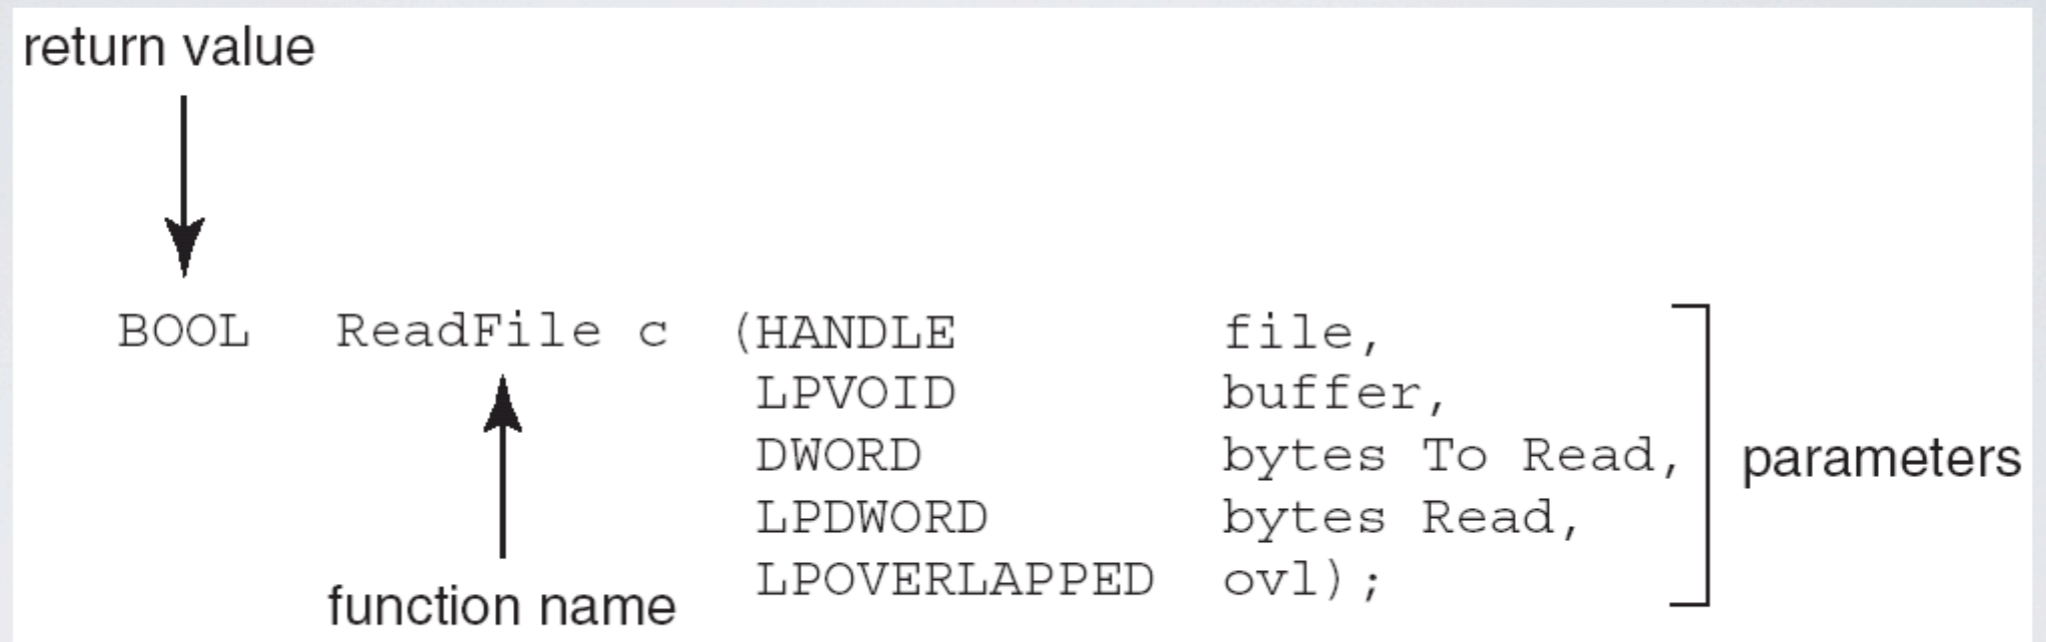 return value
BOOL ReadFile c (HANDLE file,
LPVOID buffer,
DWORD bytes To Read,
LPDWORD bytes Read,
LPOVERLAPPED ovl);
parameters
function name